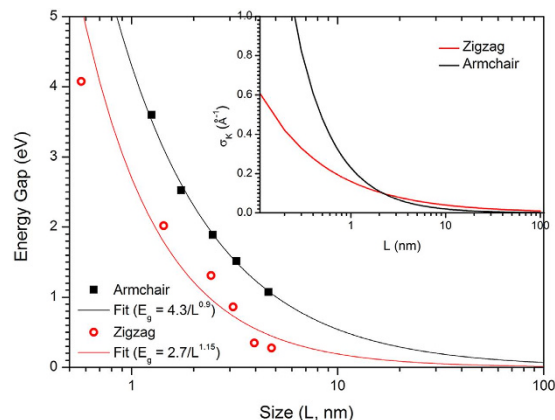 5
4
3
2
1
0
Energy Gap (eV)
1
10
100
Size (L, nm)
Armchair
Fit (E_g = 4.3/L^0.9)
Zigzag
Fit (E_g = 2.7/L^1.15)
1.0
0.8
0.6
0.4
0.2
0.0
σ_K (Å^-1)
1
10
100
L (nm)
Zigzag
Armchair